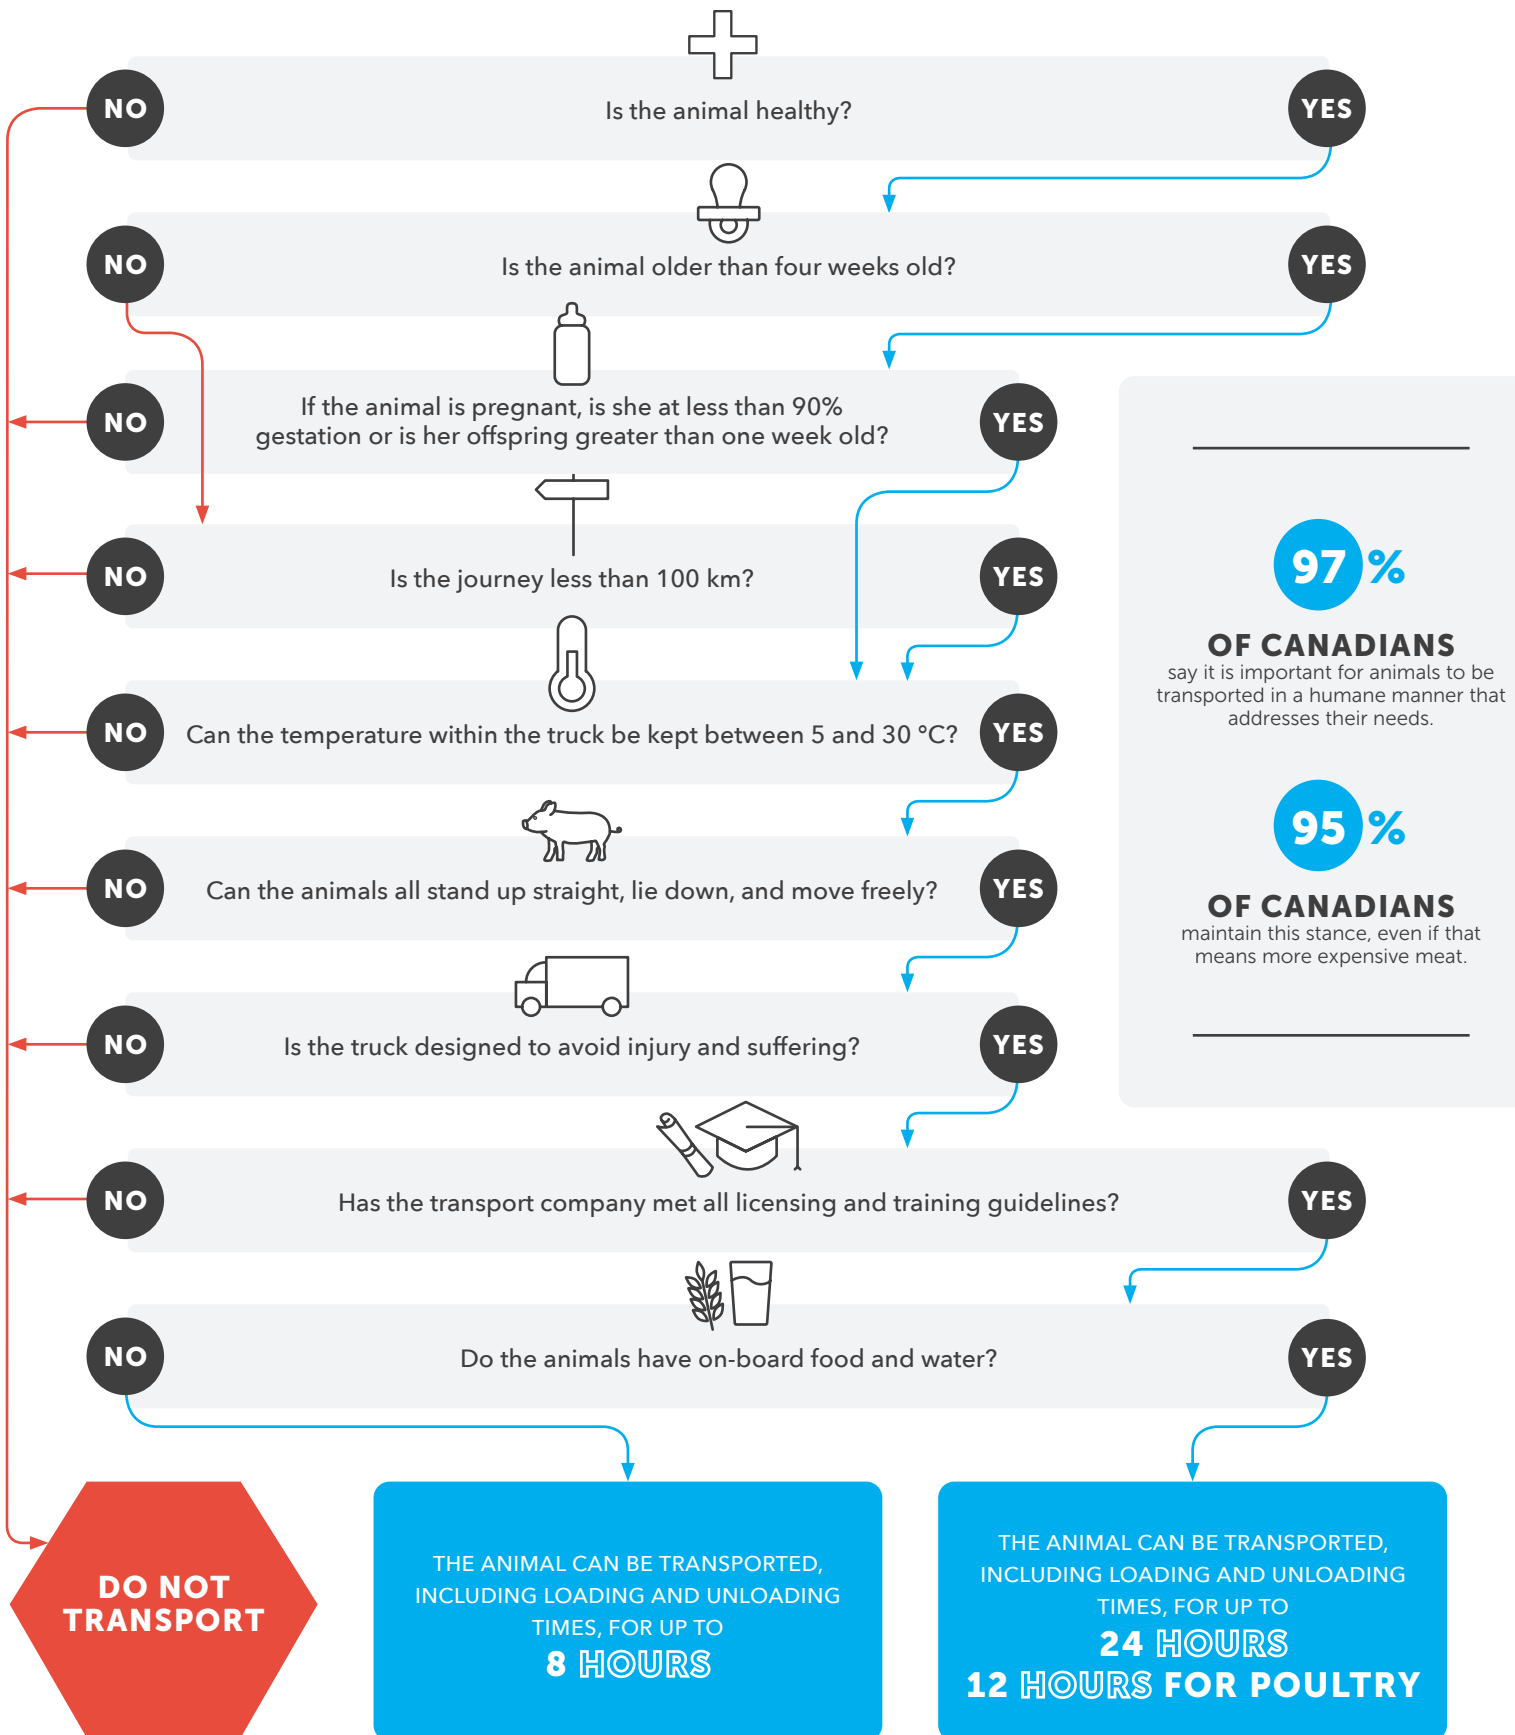 NO
Is the animal healthy?
YES
NO
Is the animal older than four weeks old?
YES
NO
If the animal is pregnant, is she at less than 90%
gestation or is her offspring greater than one week old?
YES
NO
Is the journey less than 100 km?
YES
NO
Can the temperature within the truck be kept between 5 and 30 °C?
YES
NO
Can the animals all stand up straight, lie down, and move freely?
YES
NO
Is the truck designed to avoid injury and suffering?
YES
NO
Has the transport company met all licensing and training guidelines?
YES
NO
Do the animals have on-board food and water?
YES
97 %
OF CANADIANS
say it is important for animals to be
transported in a humane manner that
addresses their needs.
95 %
OF CANADIANS
maintain this stance, even if that
means more expensive meat.
DO NOT
TRANSPORT
THE ANIMAL CAN BE TRANSPORTED,
INCLUDING LOADING AND UNLOADING
TIMES, FOR UP TO
8 HOURS
THE ANIMAL CAN BE TRANSPORTED,
INCLUDING LOADING AND UNLOADING
TIMES, FOR UP TO
24 HOURS
12 HOURS FOR POULTRY